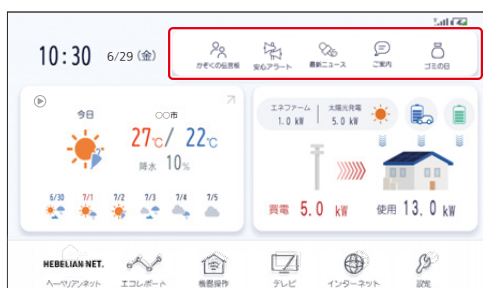 10:30 6/29 (金)
かぞくの伝言板 安心アラート 最新ニュース ご案内 ゴミの日
今日 ○○市
27℃/ 22℃
降水 10%
6/30 7/1 7/2 7/3 7/4 7/5
エネファーム 太陽光発電
1.0 kW 5.0 kW
買電 5.0 kW 使用 13.0 kW
HEBELIAN NET.
ヘーベリアンネット エコレポート 機器操作 テレビ インターネット 設定